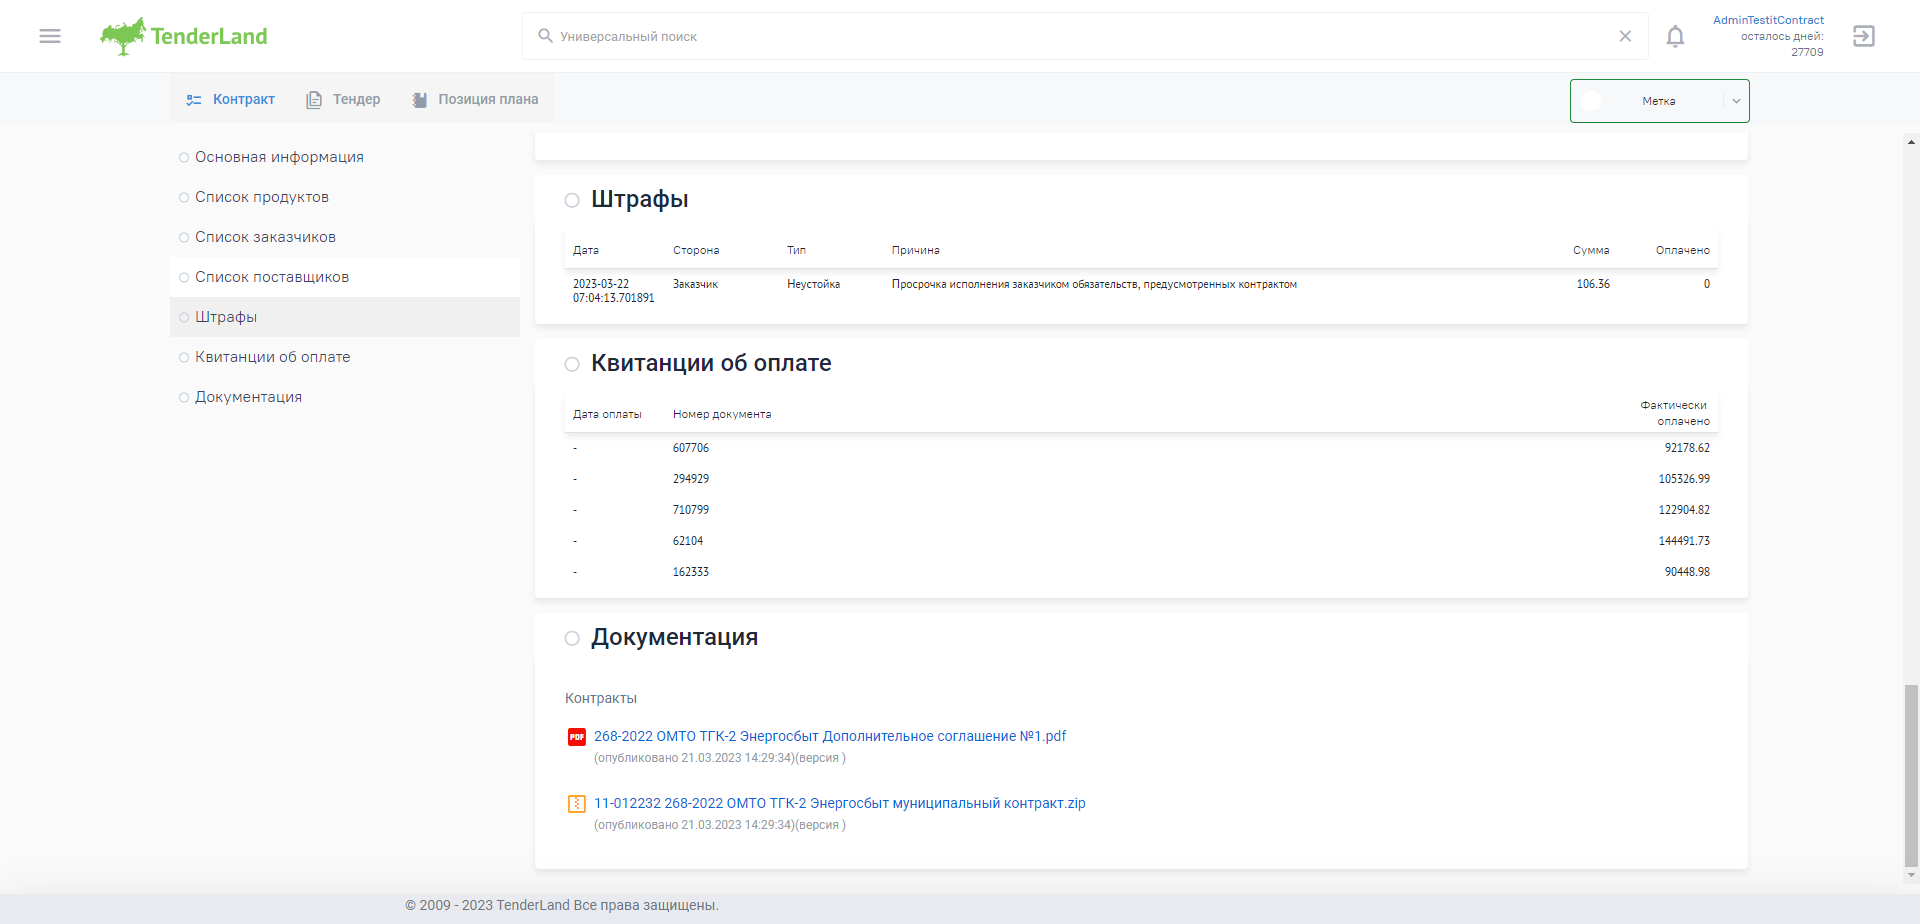 TenderLand
Универсальный поиск
AdminTestitContract
осталось дней:
27709
Контракт
Тендер
Позиция плана
Метка
Основная информация
Список продуктов
Список заказчиков
Список поставщиков
Штрафы
Квитанции об оплате
Документация
Штрафы
Дата Сторона Тип Причина Сумма Оплачено
2023-03-22 Заказчик Неустойка Просрочка исполнения заказчиком обязательств, предусмотренных контрактом 106.36 0
07:04:13.701891
Квитанции об оплате
Дата оплаты Номер документа Фактически
оплачено
- 607706 92178.62
- 294929 105326.99
- 710799 122904.82
- 62104 144491.73
- 162333 90448.98
Документация
Контракты
PDF 268-2022 ОМТО ТГК-2 Энергосбыт Дополнительное соглашение №1.pdf
(опубликовано 21.03.2023 14:29:34)(версия )
11-012232 268-2022 ОМТО ТГК-2 Энергосбыт муниципальный контракт.zip
(опубликовано 21.03.2023 14:29:34)(версия )
© 2009 - 2023 TenderLand Все права защищены.